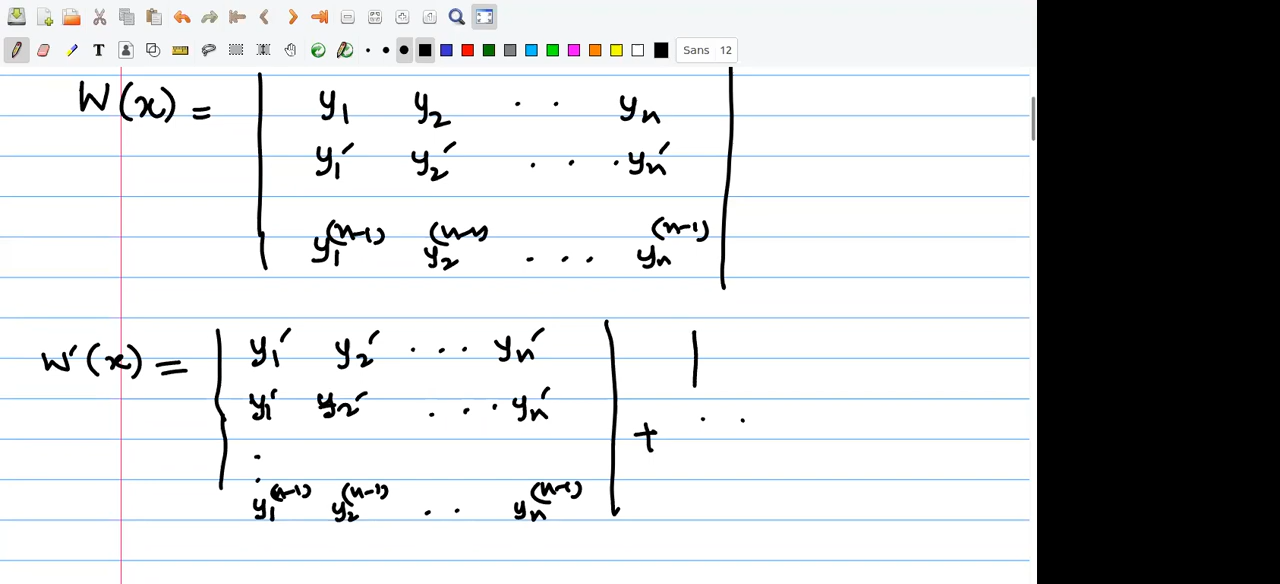 Sans 12
W(x) = | y₁ y₂ · · yₙ |
| y₁′ y₂′ · · · yₙ′ |
| y₁⁽ⁿ⁻¹⁾ y₂⁽ⁿ⁻¹⁾ · · · yₙ⁽ⁿ⁻¹⁾ |
W′(x) = | y₁′ y₂′ · · · yₙ′ | + |
| y₁′ y₂′ · · · yₙ′ | · ·
:
| y₁⁽ⁿ⁻¹⁾ y₂⁽ⁿ⁻¹⁾ · · yₙ⁽ⁿ⁻¹⁾ |